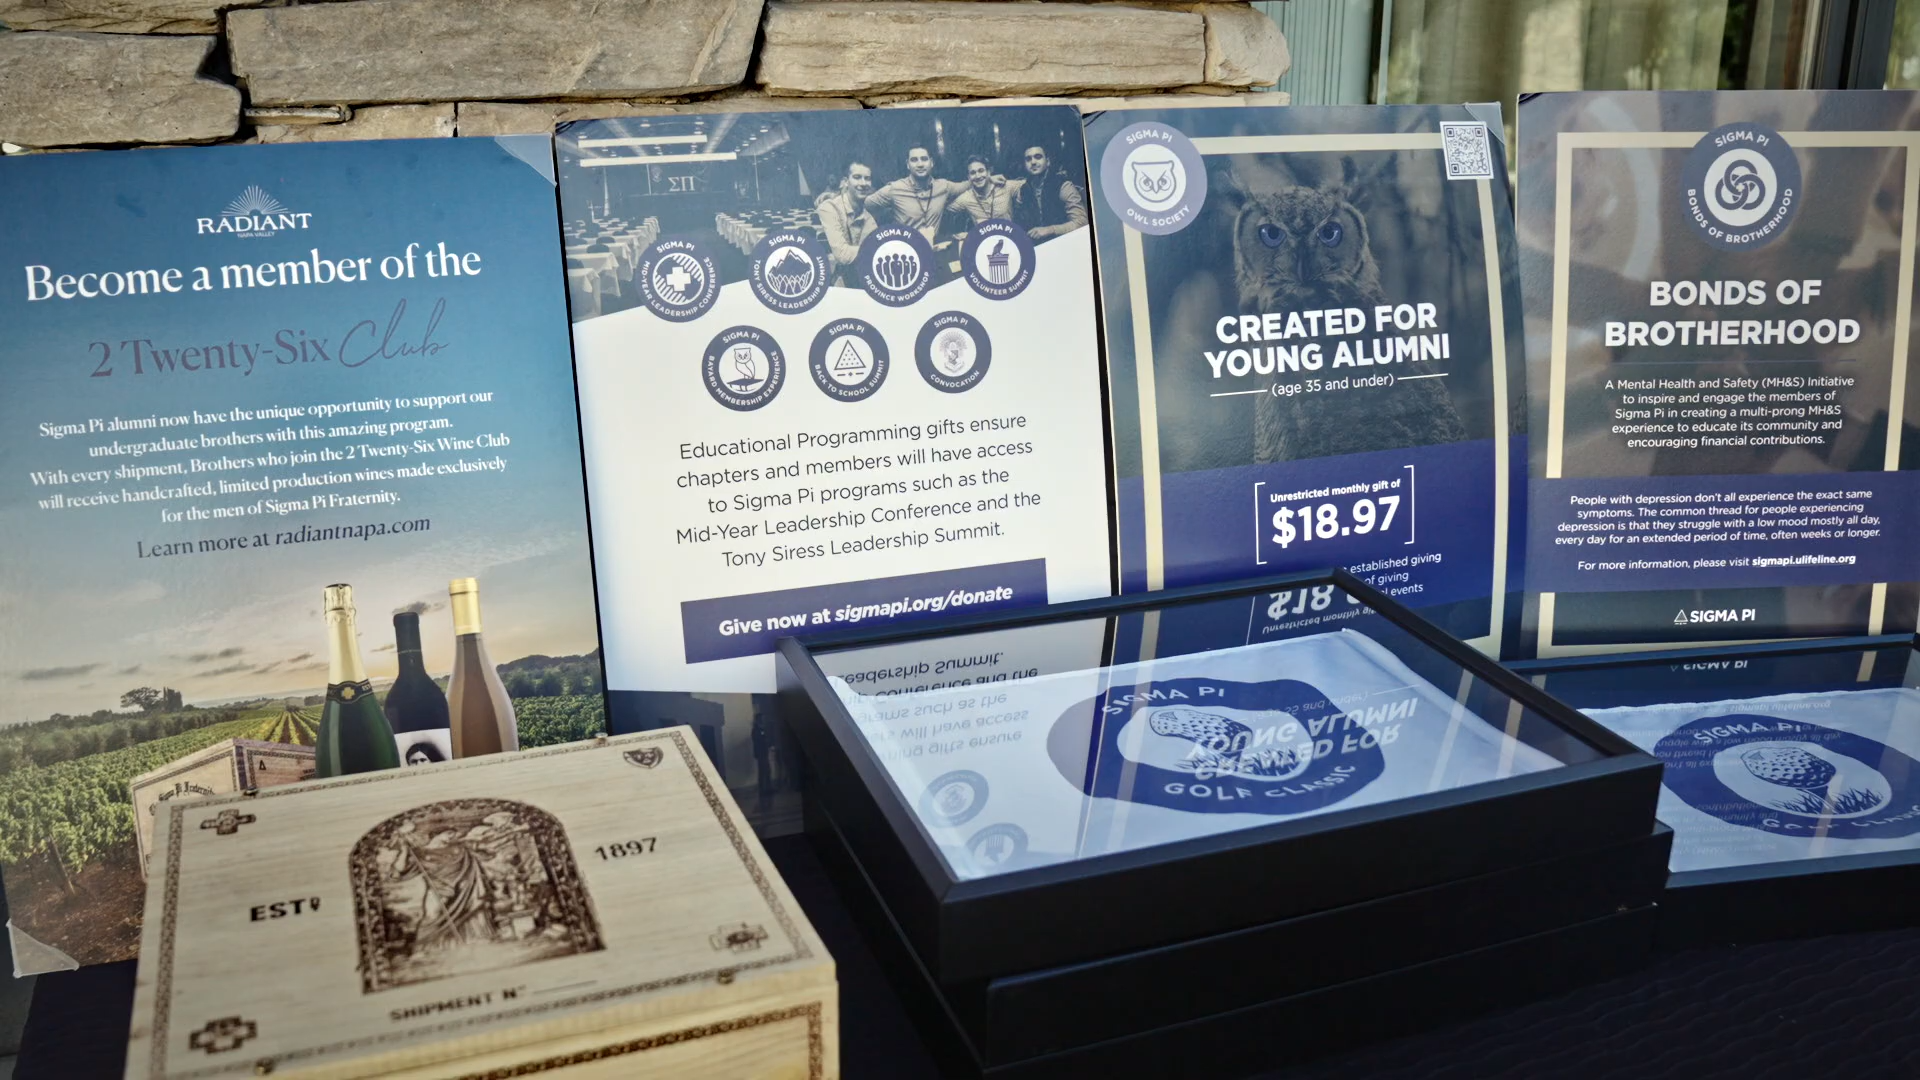 RADIANT
NAPA VALLEY
Become a member of the
2 Twenty-Six Club
Sigma Pi alumni now have the unique opportunity to support our
undergraduate brothers with this amazing program.
With every shipment, Brothers who join the 2 Twenty-Six Wine Club
will receive handcrafted, limited production wines made exclusively
for the men of Sigma Pi Fraternity.
Learn more at radiantnapa.com
EST
1897
SHIPMENT Nº
ΣΠ
SIGMA PI
MID-YEAR LEADERSHIP CONFERENCE
SIGMA PI
TONY SIRESS LEADERSHIP SUMMIT
SIGMA PI
PROVINCE WORKSHOP
SIGMA PI
VOLUNTEER SUMMIT
SIGMA PI
BAYARD MEMBERSHIP EXPERIENCE
SIGMA PI
BACK TO SCHOOL SUMMIT
SIGMA PI
CONVOCATION
Educational Programming gifts ensure
chapters and members will have access
to Sigma Pi programs such as the
Mid-Year Leadership Conference and the
Tony Siress Leadership Summit.
Give now at sigmapi.org/donate
SIGMA PI
OWL SOCIETY
CREATED FOR
YOUNG ALUMNI
(age 35 and under)
Unrestricted monthly gift of
$18.97
established giving
of giving
events
SIGMA PI
GOLF CLASSIC
SIGMA PI
BONDS OF BROTHERHOOD
BONDS OF
BROTHERHOOD
A Mental Health and Safety (MH&S) Initiative
to inspire and engage the members of
Sigma Pi in creating a multi-prong MH&S
experience to educate its community and
encouraging financial contributions.
People with depression don't all experience the exact same
symptoms. The common thread for people experiencing
depression is that they struggle with a low mood mostly all day,
every day for an extended period of time, often weeks or longer.
For more information, please visit sigmapi.ulifeline.org
SIGMA PI
SIGMA PI
GOLF CLASSIC